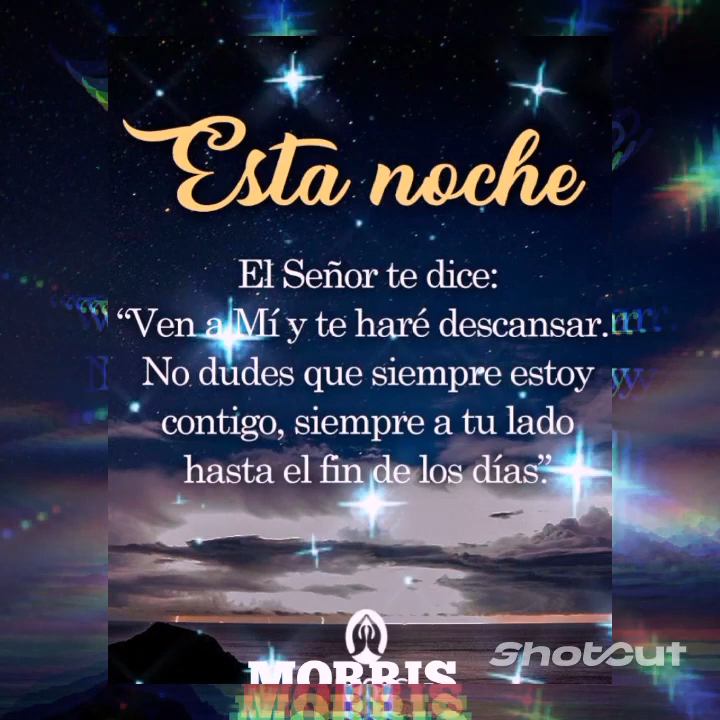 Esta noche
El Señor te dice:
“Ven a Mí y te haré descansar.
No dudes que siempre estoy
contigo, siempre a tu lado
hasta el fin de los días”.
MORRIS
ShotCut